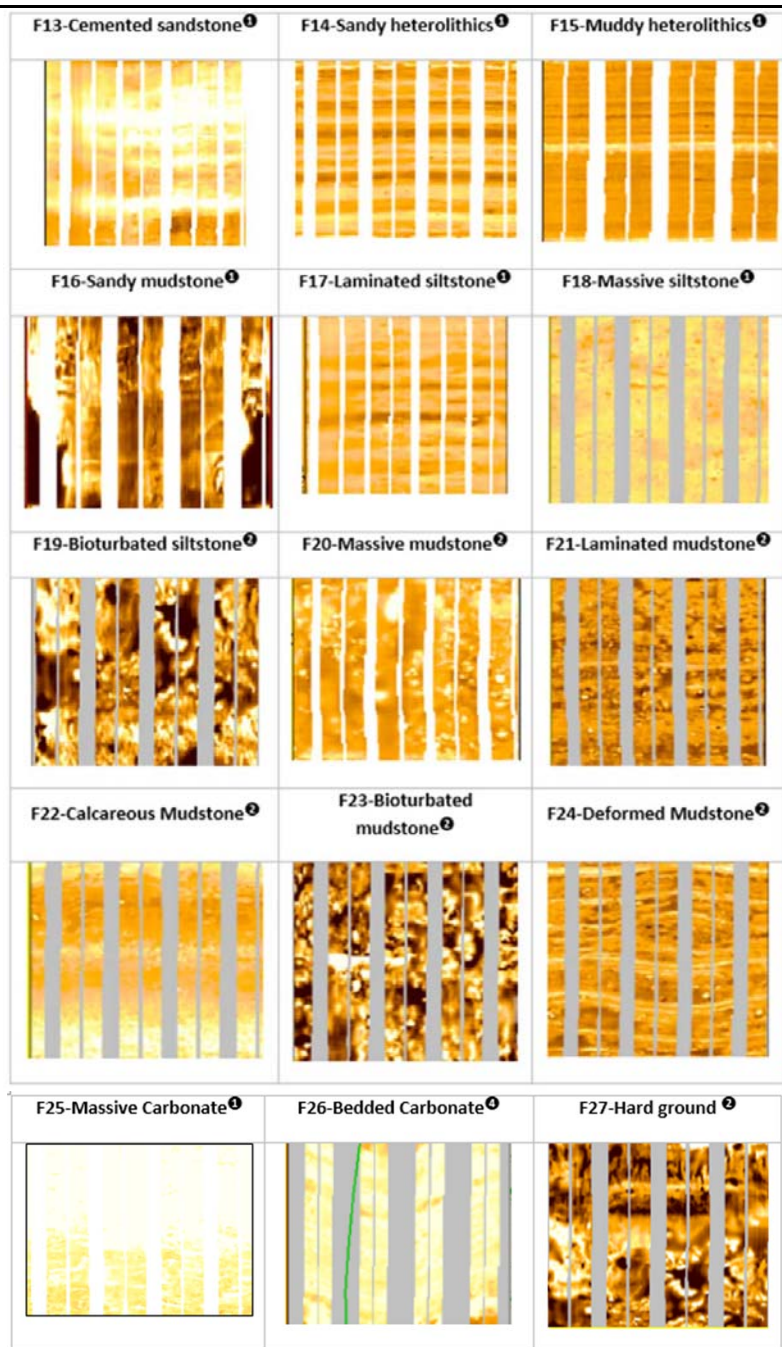 F13-Cemented sandstone❶
F14-Sandy heterolithics❶
F15-Muddy heterolithics❶
F16-Sandy mudstone❶
F17-Laminated siltstone❶
F18-Massive siltstone❶
F19-Bioturbated siltstone❷
F20-Massive mudstone❷
F21-Laminated mudstone❷
F22-Calcareous Mudstone❷
F23-Bioturbated
mudstone❷
F24-Deformed Mudstone❷
F25-Massive Carbonate❶
F26-Bedded Carbonate❹
F27-Hard ground ❷